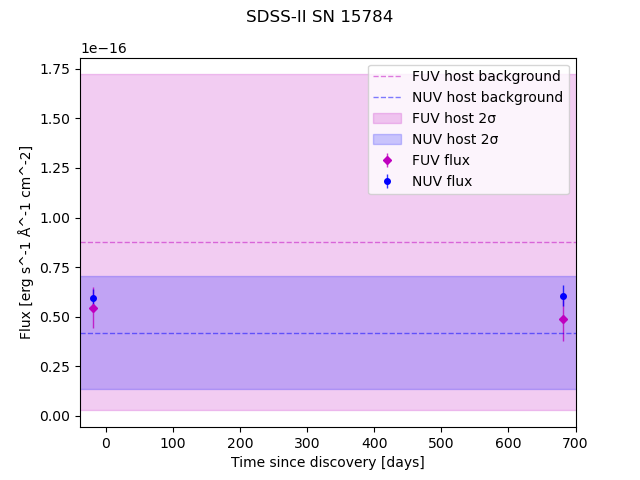 SDSS-II SN 15784
1e−16
FUV host background
NUV host background
FUV host 2σ
NUV host 2σ
FUV flux
NUV flux
1.75
1.50
1.25
1.00
0.75
0.50
0.25
0.00
Flux [erg s^-1 Å^-1 cm^-2]
0 100 200 300 400 500 600 700
Time since discovery [days]